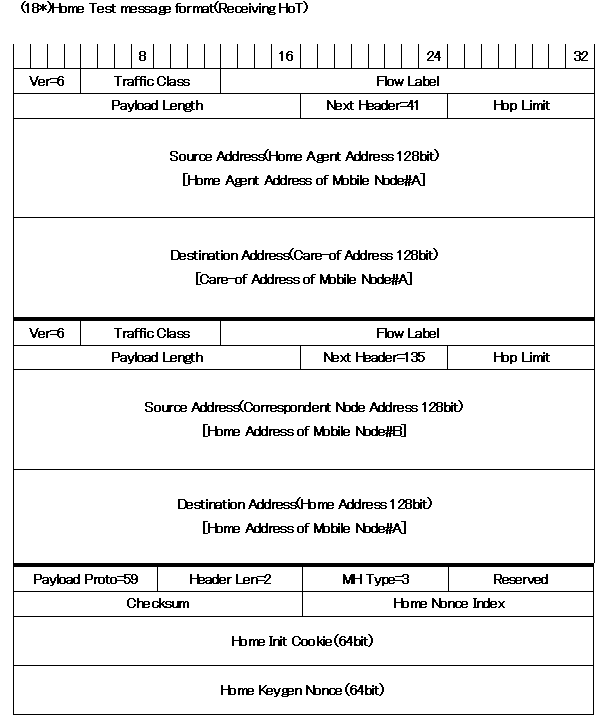 (18*)Home Test message format(Receiving HoT)
8 16 24 32
Ver=6 Traffic Class Flow Label
Payload Length Next Header=41 Hop Limit
Source Address(Home Agent Address 128bit)
[Home Agent Address of Mobile Node#A]
Destination Address(Care-of Address 128bit)
[Care-of Address of Mobile Node#A]
Ver=6 Traffic Class Flow Label
Payload Length Next Header=135 Hop Limit
Source Address(Correspondent Node Address 128bit)
[Home Address of Mobile Node#B]
Destination Address(Home Address 128bit)
[Home Address of Mobile Node#A]
Payload Proto=59 Header Len=2 MH Type=3 Reserved
Checksum Home Nonce Index
Home Init Cookie(64bit)
Home Keygen Nonce(64bit)